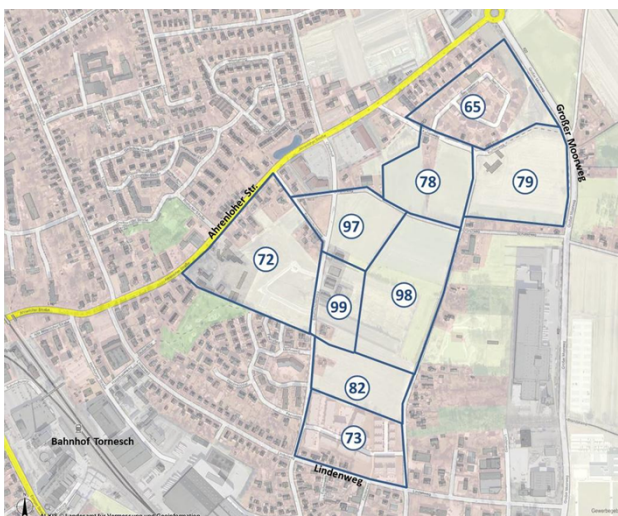 65
Großer Moorweg
78
79
Ahrenloher Str.
97
72
98
99
82
73
Bahnhof Tornesch
Lindenweg